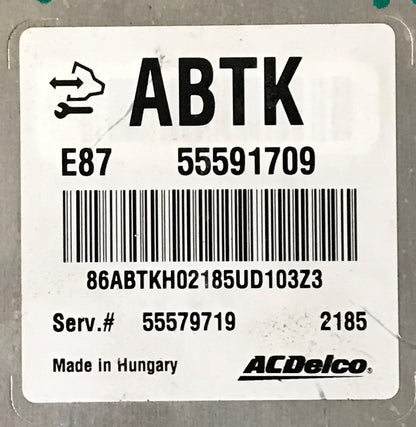 ABTK
E87 55591709
86ABTKH02185UD103Z3
Serv.# 55579719 2185
Made in Hungary ACDelco®